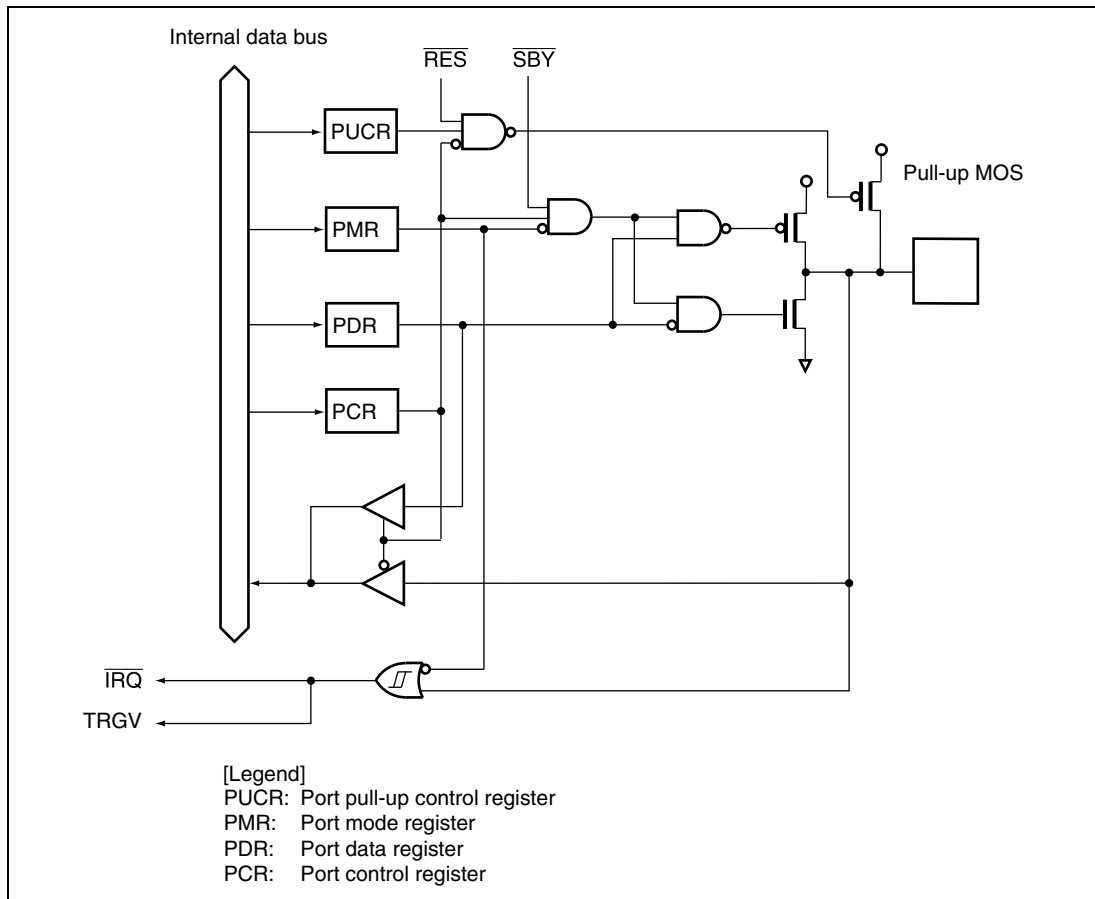 Internal data bus
RES
SBY
PUCR
Pull-up MOS
PMR
PDR
PCR
IRQ
TRGV
[Legend]
PUCR: Port pull-up control register
PMR: Port mode register
PDR: Port data register
PCR: Port control register